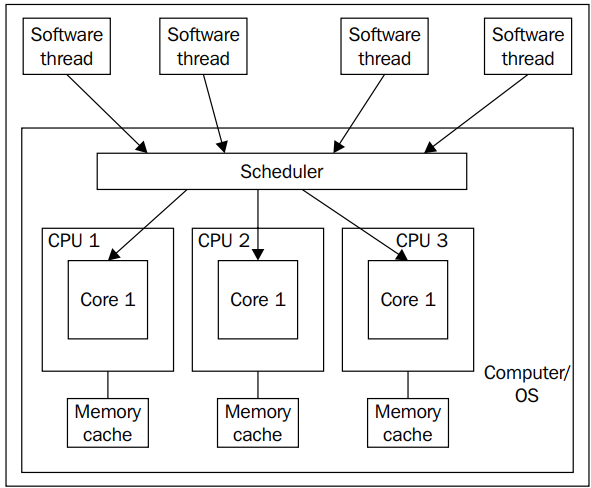 Software
thread
Software
thread
Software
thread
Software
thread
Scheduler
CPU 1
CPU 2
CPU 3
Core 1
Core 1
Core 1
Computer/
OS
Memory
cache
Memory
cache
Memory
cache